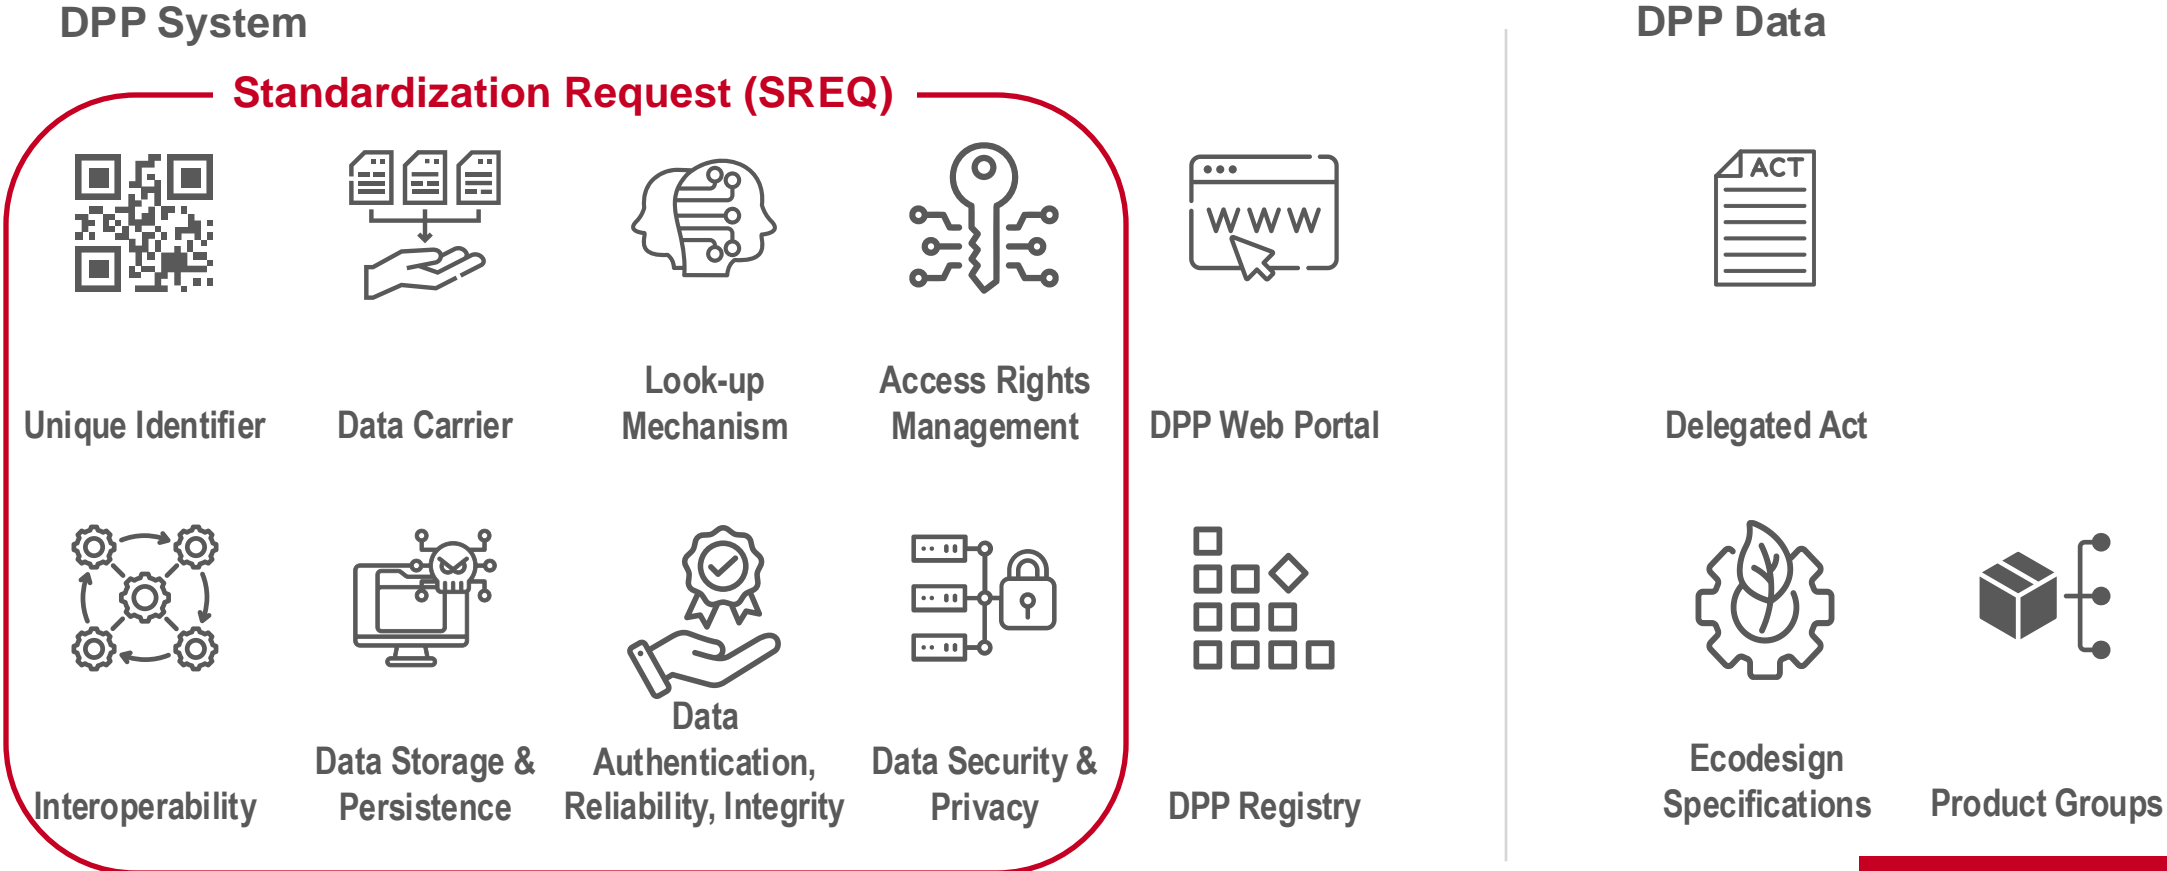 DPP System
DPP Data
Standardization Request (SREQ)
WWW
ACT
Unique Identifier
Data Carrier
Look-up
Mechanism
Access Rights
Management
DPP Web Portal
Delegated Act
Interoperability
Data Storage &
Persistence
Data
Authentication,
Reliability, Integrity
Data Security &
Privacy
DPP Registry
Ecodesign
Specifications
Product Groups